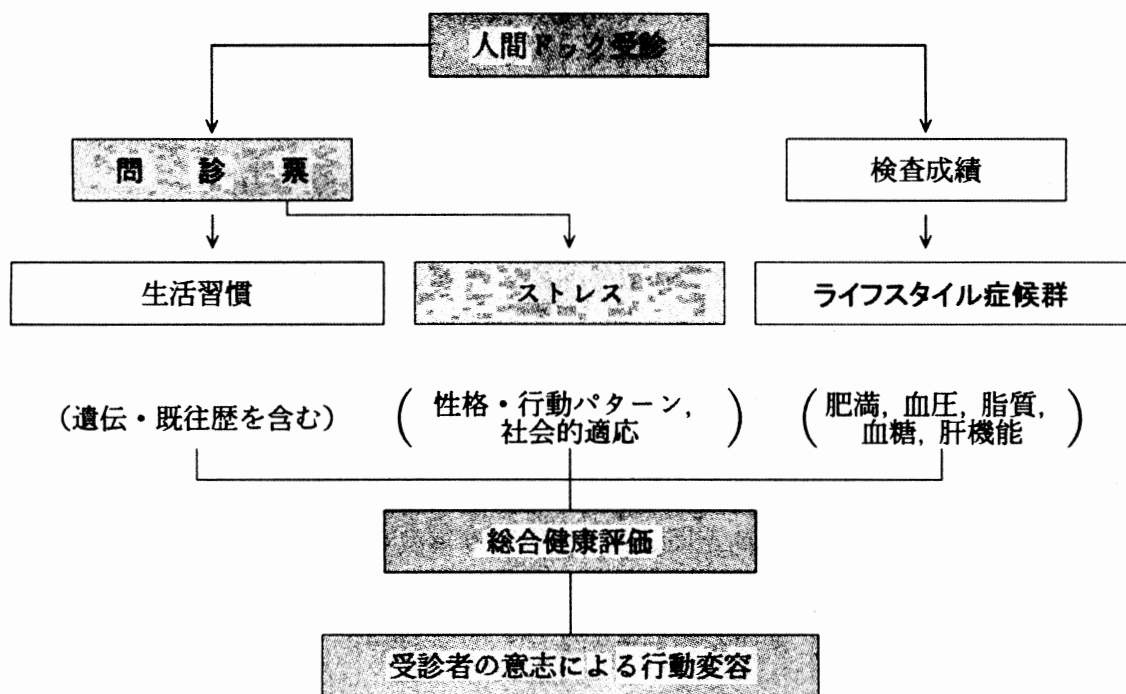 人間ドック受診
問診票
検査成績
生活習慣
ストレス
ライフスタイル症候群
(遺伝・既往歴を含む)
(性格・行動パターン,
社会的適応)
(肥満, 血圧, 脂質,
血糖, 肝機能)
総合健康評価
受診者の意志による行動変容